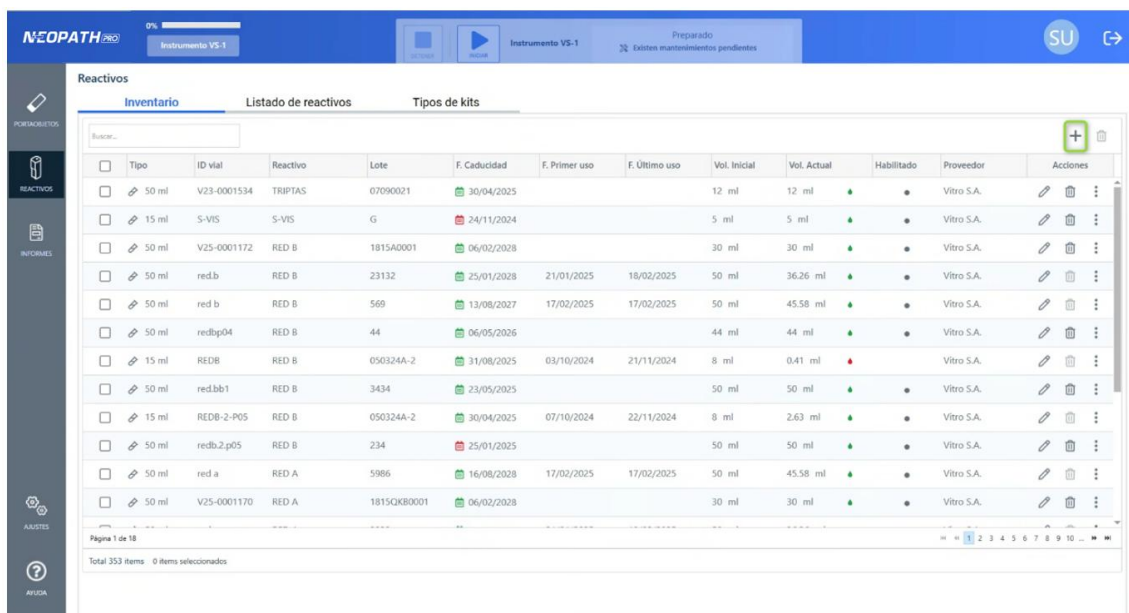 NEOPATH PRO
0%
Instrumento VS-1
DETENER
INICIAR
Instrumento VS-1
Preparado
Existen mantenimientos pendientes
SU
PORTAOBJETOS
REACTIVOS
INFORMES
AJUSTES
AYUDA
Reactivos
Inventario Listado de reactivos Tipos de kits
Buscar...
Tipo ID vial Reactivo Lote F. Caducidad F. Primer uso F. Último uso Vol. Inicial Vol. Actual Habilitado Proveedor Acciones
50 ml V23-0001534 TRIPTAS 07090021 30/04/2025 12 ml 12 ml Vitro S.A.
15 ml S-VIS S-VIS G 24/11/2024 5 ml 5 ml Vitro S.A.
50 ml V25-0001172 RED B 1815A0001 06/02/2028 30 ml 30 ml Vitro S.A.
50 ml red.b RED B 23132 25/01/2028 21/01/2025 18/02/2025 50 ml 36.26 ml Vitro S.A.
50 ml red b RED B 569 13/08/2027 17/02/2025 17/02/2025 50 ml 45.58 ml Vitro S.A.
50 ml redbp04 RED B 44 06/05/2026 44 ml 44 ml Vitro S.A.
15 ml REDB RED B 050324A-2 31/08/2025 03/10/2024 21/11/2024 8 ml 0.41 ml Vitro S.A.
50 ml red.bb1 RED B 3434 23/05/2025 50 ml 50 ml Vitro S.A.
15 ml REDB-2-P05 RED B 050324A-2 30/04/2025 07/10/2024 22/11/2024 8 ml 2.63 ml Vitro S.A.
50 ml redb.2.p05 RED B 234 25/01/2025 50 ml 50 ml Vitro S.A.
50 ml red a RED A 5986 16/08/2028 17/02/2025 17/02/2025 50 ml 45.58 ml Vitro S.A.
50 ml V25-0001170 RED A 1815QKB0001 06/02/2028 30 ml 30 ml Vitro S.A.
Página 1 de 18 1 2 3 4 5 6 7 8 9 10 ...
Total 353 items 0 items seleccionados